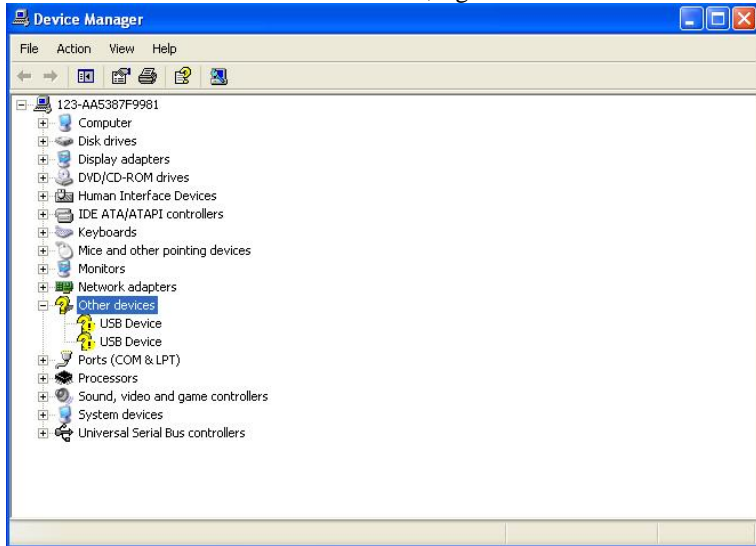 Device Manager
File Action View Help
123-AA5387F9981
Computer
Disk drives
Display adapters
DVD/CD-ROM drives
Human Interface Devices
IDE ATA/ATAPI controllers
Keyboards
Mice and other pointing devices
Monitors
Network adapters
Other devices
USB Device
USB Device
Ports (COM & LPT)
Processors
Sound, video and game controllers
System devices
Universal Serial Bus controllers